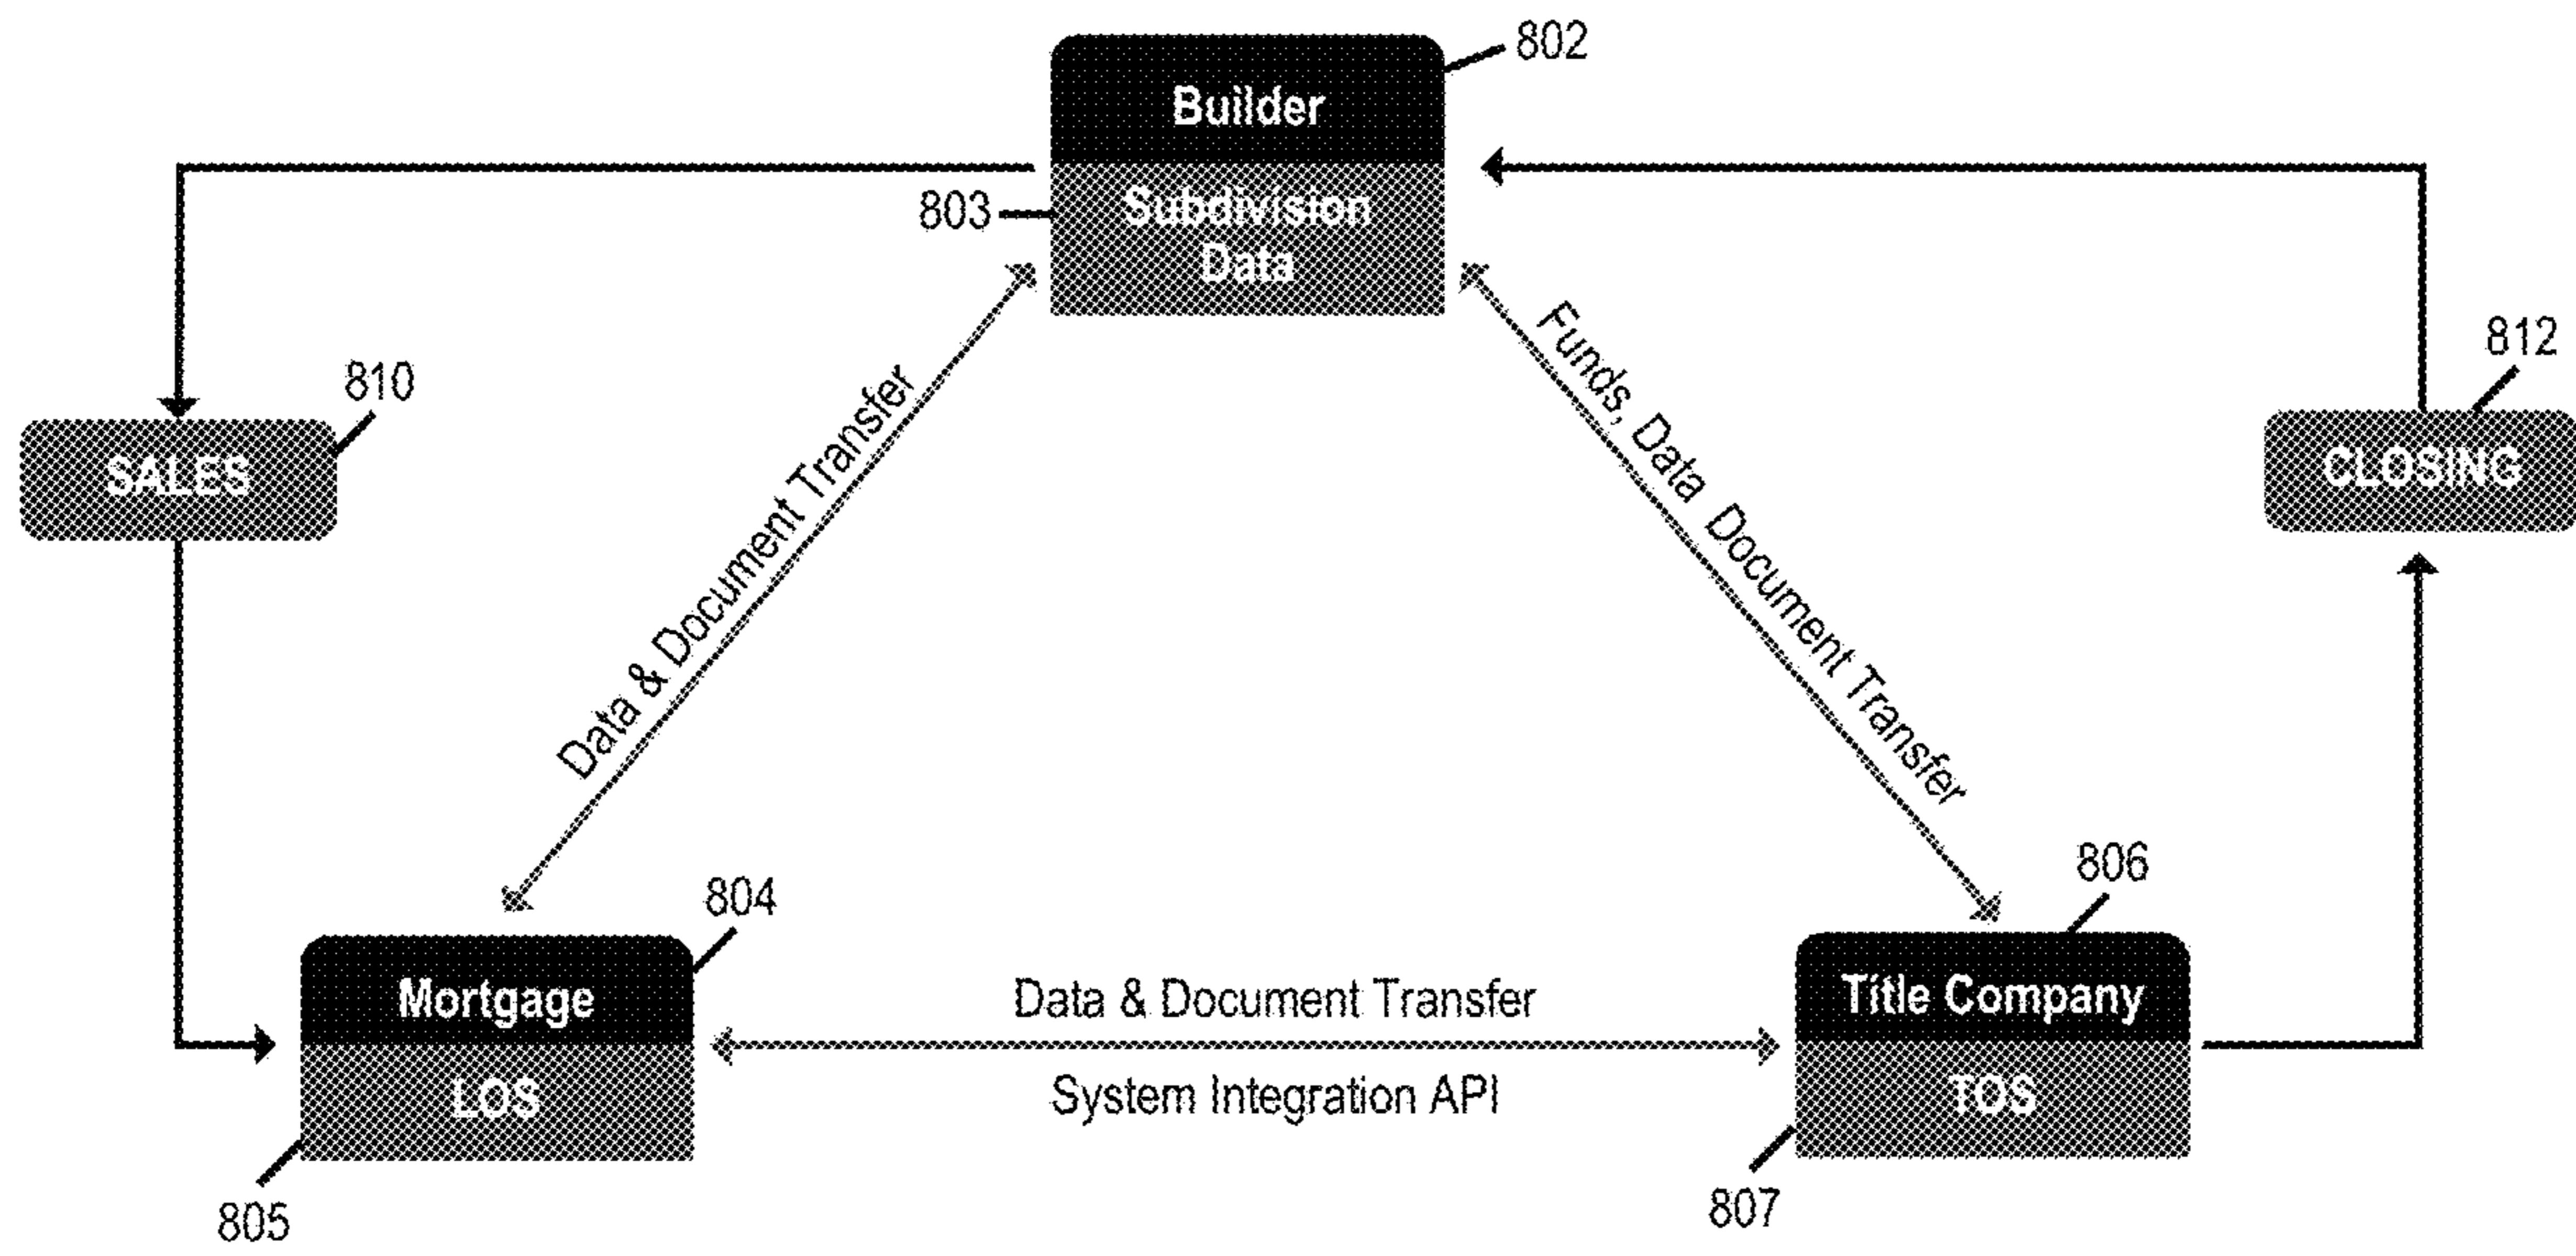 802
Builder
803
Subdivision
Data
810
812
SALES
CLOSING
Data & Document Transfer
Funds, Data Document Transfer
804
806
Mortgage
LOS
805
Data & Document Transfer
System Integration API
Title Company
TOS
807